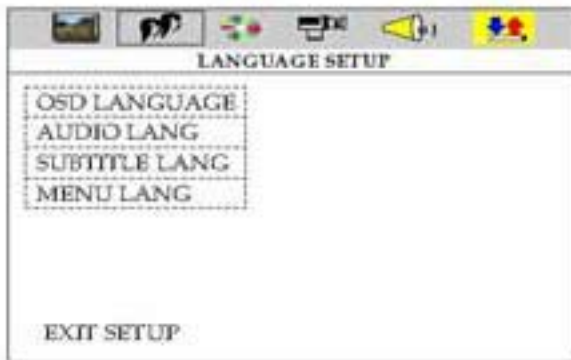 LANGUAGE SETUP
OSD LANGUAGE
AUDIO LANG
SUBTITLE LANG
MENU LANG
EXIT SETUP